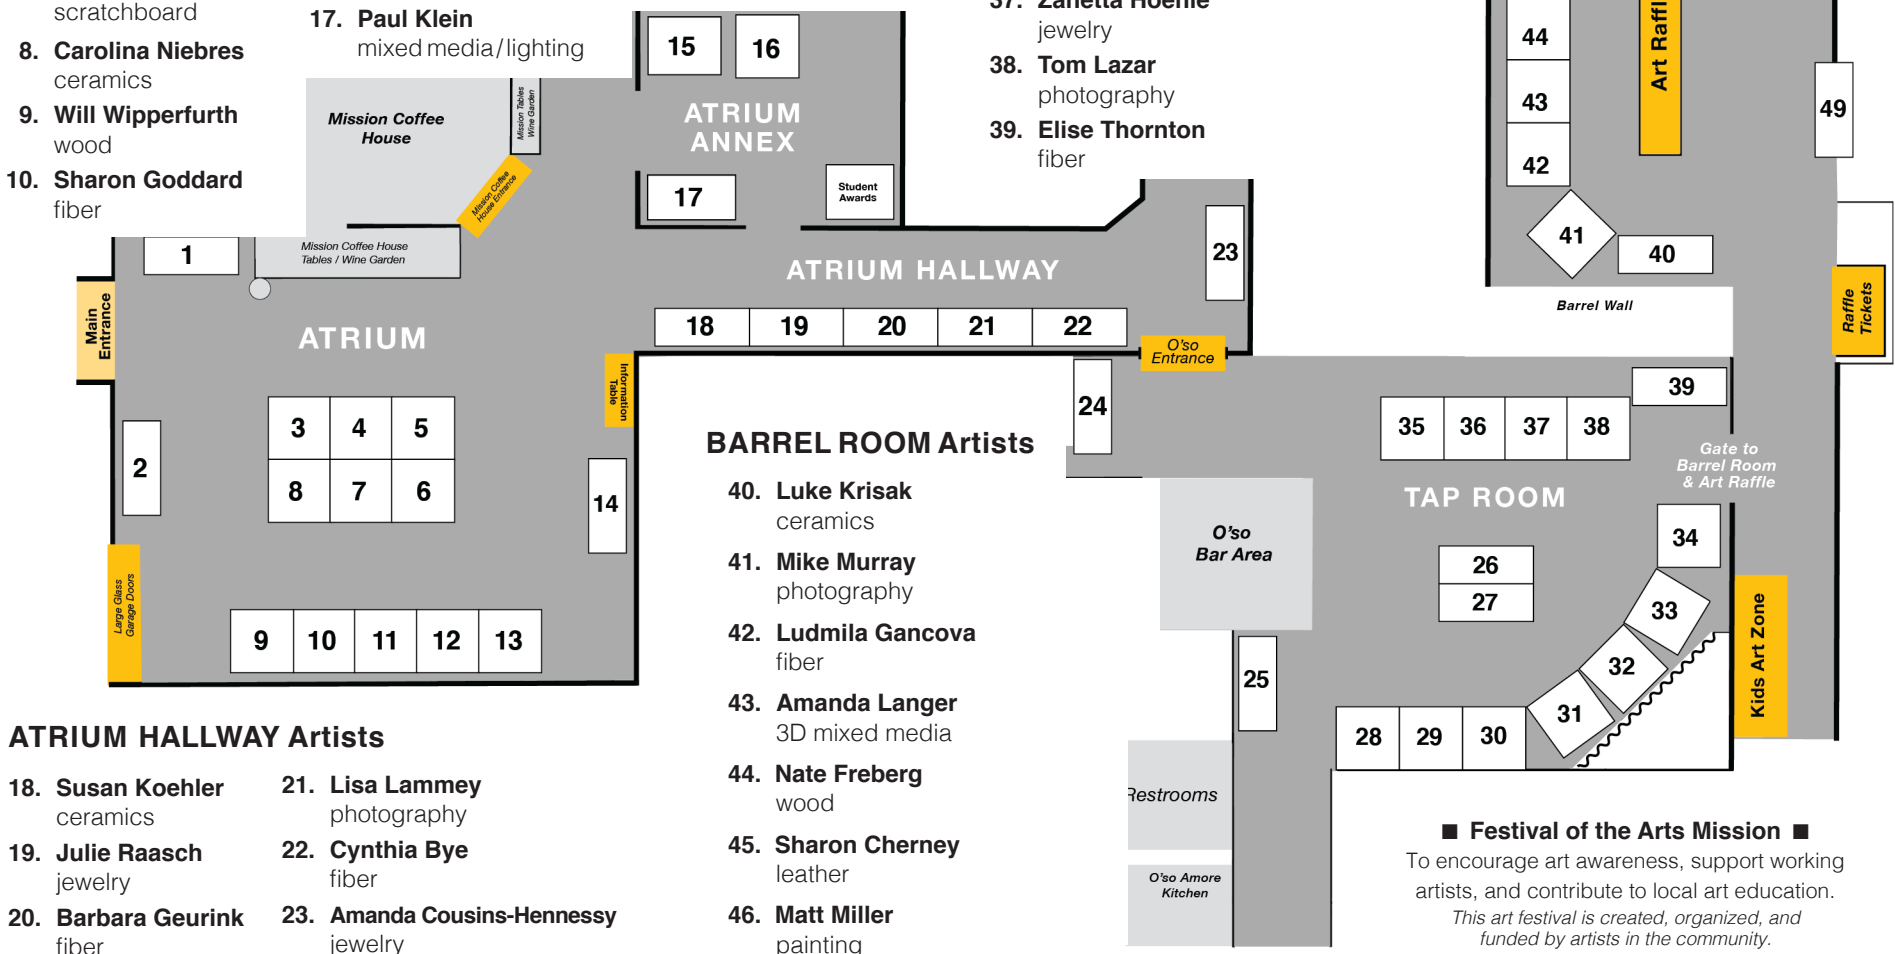 scratchboard
8. Carolina Niebres
ceramics
9. Will Wipperfurth
wood
10. Sharon Goddard
fiber
17. Paul Klein
mixed media/lighting
37. Zanetta Hoehle
jewelry
38. Tom Lazar
photography
39. Elise Thornton
fiber
Mission Coffee
House
Mission Tables
Wine Garden
Mission Coffee
House Entrance
Mission Coffee House
Tables / Wine Garden
15
16
ATRIUM
ANNEX
17
Student
Awards
1
Main
Entrance
ATRIUM
2
3 4 5
8 7 6
Information
Table
14
Large Glass
Garage Doors
9 10 11 12 13
ATRIUM HALLWAY
18 19 20 21 22
23
O'so
Entrance
24
44
43
42
41
40
Art Raffl
49
Barrel Wall
Raffle
Tickets
39
35 36 37 38
Gate to
Barrel Room
& Art Raffle
TAP ROOM
O'so
Bar Area
26
27
34
33
32
31
25
28 29 30
Kids Art Zone
Restrooms
O'so Amore
Kitchen
BARREL ROOM Artists
40. Luke Krisak
ceramics
41. Mike Murray
photography
42. Ludmila Gancova
fiber
43. Amanda Langer
3D mixed media
44. Nate Freberg
wood
45. Sharon Cherney
leather
46. Matt Miller
painting
ATRIUM HALLWAY Artists
18. Susan Koehler
ceramics
19. Julie Raasch
jewelry
20. Barbara Geurink
fiber
21. Lisa Lammey
photography
22. Cynthia Bye
fiber
23. Amanda Cousins-Hennessy
jewelry
■ Festival of the Arts Mission ■
To encourage art awareness, support working
artists, and contribute to local art education.
This art festival is created, organized, and
funded by artists in the community.